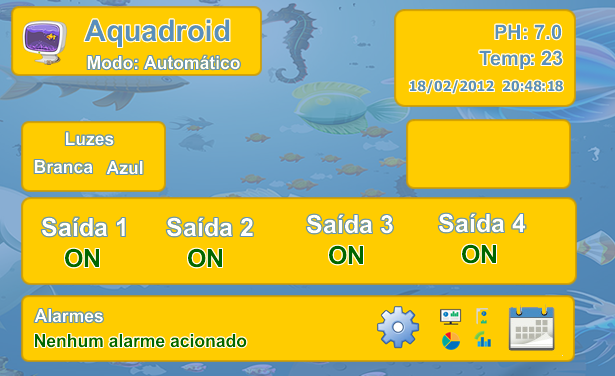 Aquadroid
Modo: Automático
PH: 7.0
Temp: 23
18/02/2012 20:48:18
Luzes
Branca Azul
Saída 1 Saída 2 Saída 3 Saída 4
ON ON ON ON
Alarmes
Nenhum alarme acionado